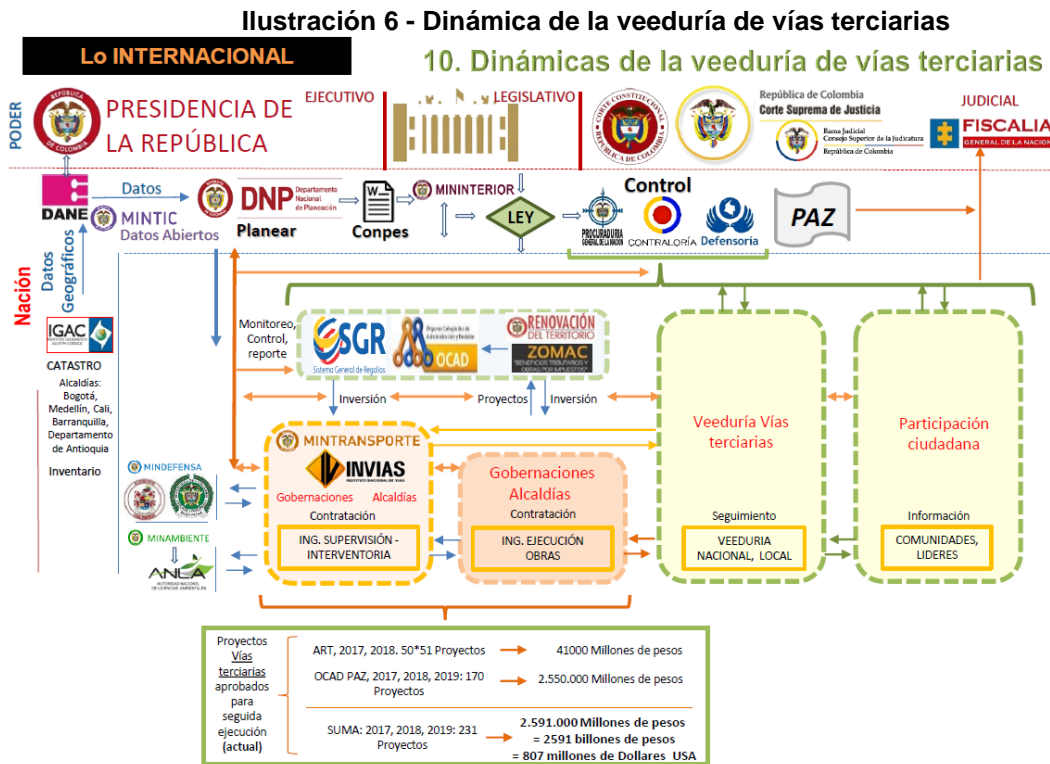 Ilustración 6 - Dinámica de la veeduría de vías terciarias
Lo INTERNACIONAL
10. Dinámicas de la veeduría de vías terciarias
PODER
PRESIDENCIA DE
LA REPÚBLICA
EJECUTIVO
LEGISLATIVO
CORTE CONSTITUCIONAL
REPÚBLICA DE COLOMBIA
República de Colombia
Corte Suprema de Justicia
Rama Judicial
Consejo Superior de la Judicatura
República de Colombia
JUDICIAL
FISCALIA
GENERAL DE LA NACION
Nación
DANE
Datos
MINTIC
Datos Abiertos
DNP
Departamento
Nacional
de Planeación
Planear
Conpes
MININTERIOR
LEY
Control
PROCURADURIA
GENERAL DE LA NACION
CONTRALORÍA
Defensoría
PAZ
Datos
Geográficos
IGAC
CATASTRO
Alcaldías:
Bogotá,
Medellín, Cali,
Barranquilla,
Departamento
de Antioquia
Inventario
Monitoreo,
Control,
reporte
SGR
Sistema General de Regalías
OCAD
RENOVACIÓN
DEL TERRITORIO
ZOMAC
"BENEFICIOS TRIBUTARIOS Y
OBRAS POR IMPUESTOS"
Inversión
Proyectos
Inversión
MINTRANSPORTE
INVIAS
INSTITUTO NACIONAL DE VÍAS
Gobernaciones Alcaldías
Contratación
ING. SUPERVISIÓN -
INTERVENTORIA
Gobernaciones
Alcaldías
Contratación
ING. EJECUCIÓN
OBRAS
Veeduría Vías
terciarias
Seguimiento
VEEDURIA
NACIONAL, LOCAL
Participación
ciudadana
Información
COMUNIDADES,
LIDERES
MINDEFENSA
MINAMBIENTE
ANLA
AUTORIDAD NACIONAL
DE LICENCIAS AMBIENTALES
Proyectos
Vías
terciarias
aprobados
para
seguida
ejecución
(actual)
ART, 2017, 2018. 50*51 Proyectos
41000 Millones de pesos
OCAD PAZ, 2017, 2018, 2019: 170
Proyectos
2.550.000 Millones de pesos
SUMA: 2017, 2018, 2019: 231
Proyectos
2.591.000 Millones de pesos
= 2591 billones de pesos
= 807 millones de Dollares USA